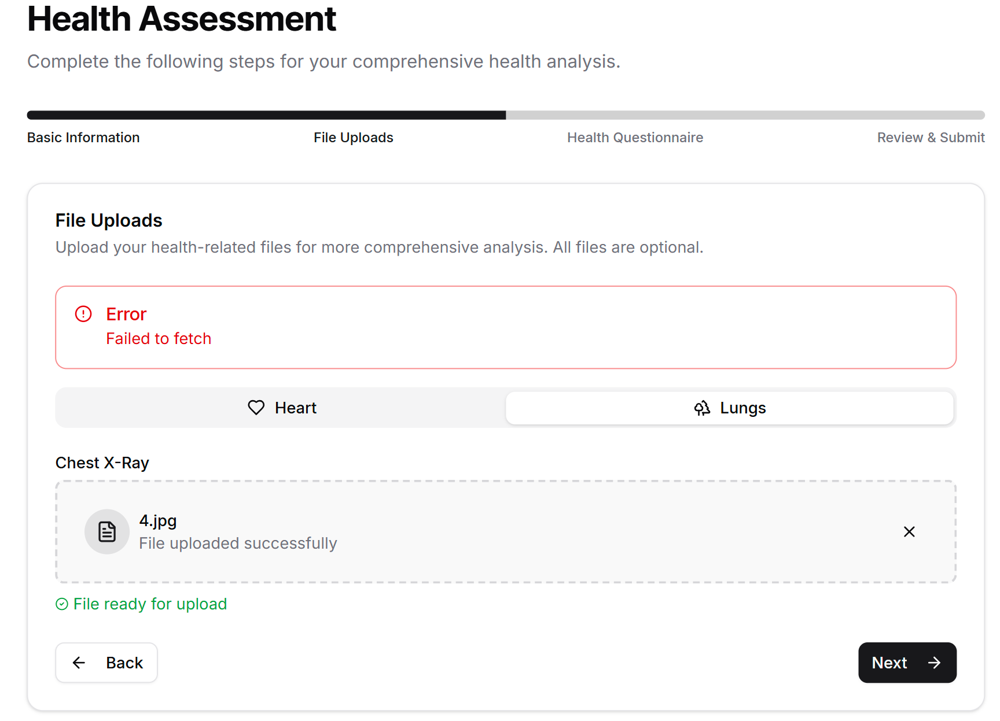 Health Assessment
Complete the following steps for your comprehensive health analysis.
Basic Information
File Uploads
Health Questionnaire
Review & Submit
File Uploads
Upload your health-related files for more comprehensive analysis. All files are optional.
Error
Failed to fetch
Heart
Lungs
Chest X-Ray
4.jpg
File uploaded successfully
File ready for upload
Back
Next